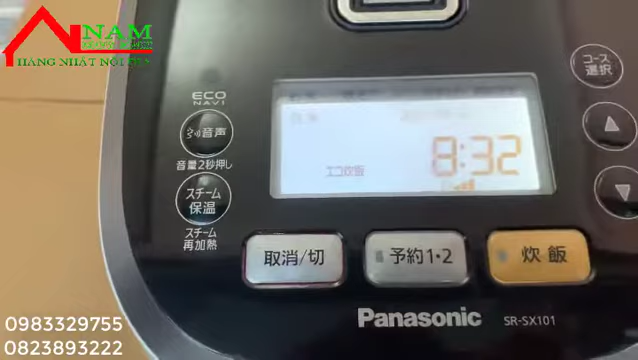 NAM
HÀNG NHẬT NỘI ĐỊA
コース
選択
ECO
NAVI
音声
音量2秒押し
スチーム
保温
スチーム
再加熱
8:32
エコ炊飯
取消/切
予約1・2
炊飯
Panasonic
SR-SX101
0983329755
0823893222